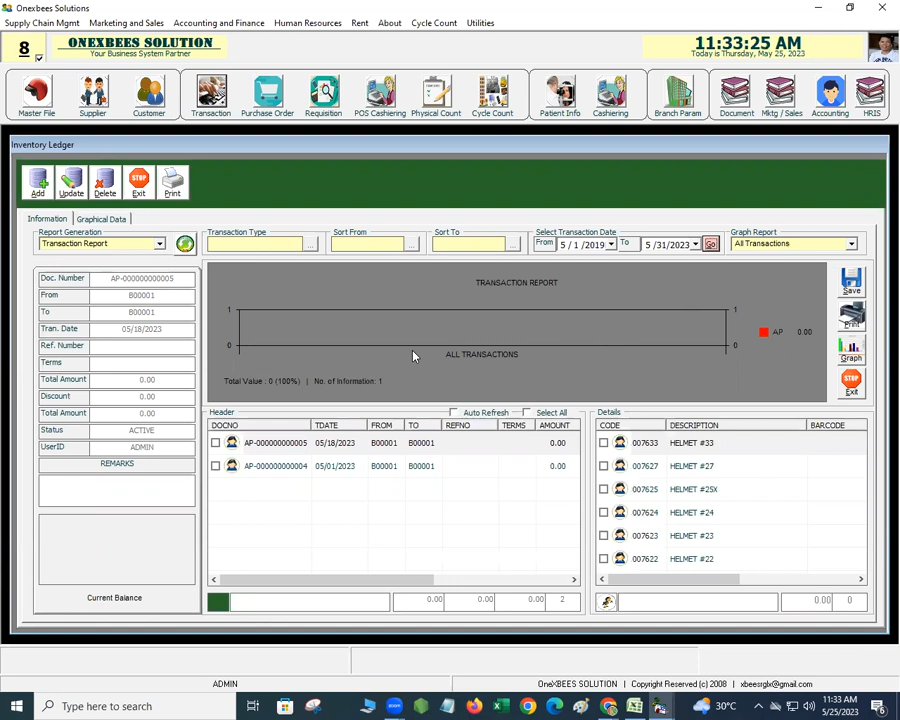 Onexbees Solutions
Supply Chain Mgmt Marketing and Sales Accounting and Finance Human Resources Rent About Cycle Count Utilities
8
ONEXBEES SOLUTION
Your Business System Partner
11:33:25 AM
Today is Thursday, May 25, 2023
Master File Supplier Customer Transaction Purchase Order Requisition POS Cashiering Physical Count Cycle Count Patient Info Cashiering Branch Param Document Mktg / Sales Accounting HRIS
Inventory Ledger
Add Update Delete Exit Print
STOP
Information Graphical Data
Report Generation Transaction Type Sort From Sort To Select Transaction Date Graph Report
Transaction Report ... ... ... From 5 / 1 /2019 To 5 /31/2023 Go All Transactions
Doc. Number AP-000000000005
From B00001
To B00001
Tran. Date 05/18/2023
Ref. Number
Terms
Total Amount 0.00
Discount 0.00
Total Amount 0.00
Status ACTIVE
UserID ADMIN
REMARKS
Current Balance
TRANSACTION REPORT
1 1
0 0
ALL TRANSACTIONS
AP 0.00
Total Value : 0 (100%) | No. of Information: 1
Save
Print
Graph
STOP
Exit
Header Auto Refresh Select All
DOCNO TDATE FROM TO REFNO TERMS AMOUNT
AP-000000000005 05/18/2023 B00001 B00001 0.00
AP-000000000004 05/01/2023 B00001 B00001 0.00
0.00 0.00 0.00 2
Details
CODE DESCRIPTION BARCODE
007633 HELMET #33
007627 HELMET #27
007625 HELMET #25X
007624 HELMET #24
007623 HELMET #23
007622 HELMET #22
0.00 0
ADMIN OneXBEES Solution | Copyright Reserved (c) 2008 | xbeesrglx@gmail.com
Type here to search
30°C
11:33 AM
5/25/2023
6